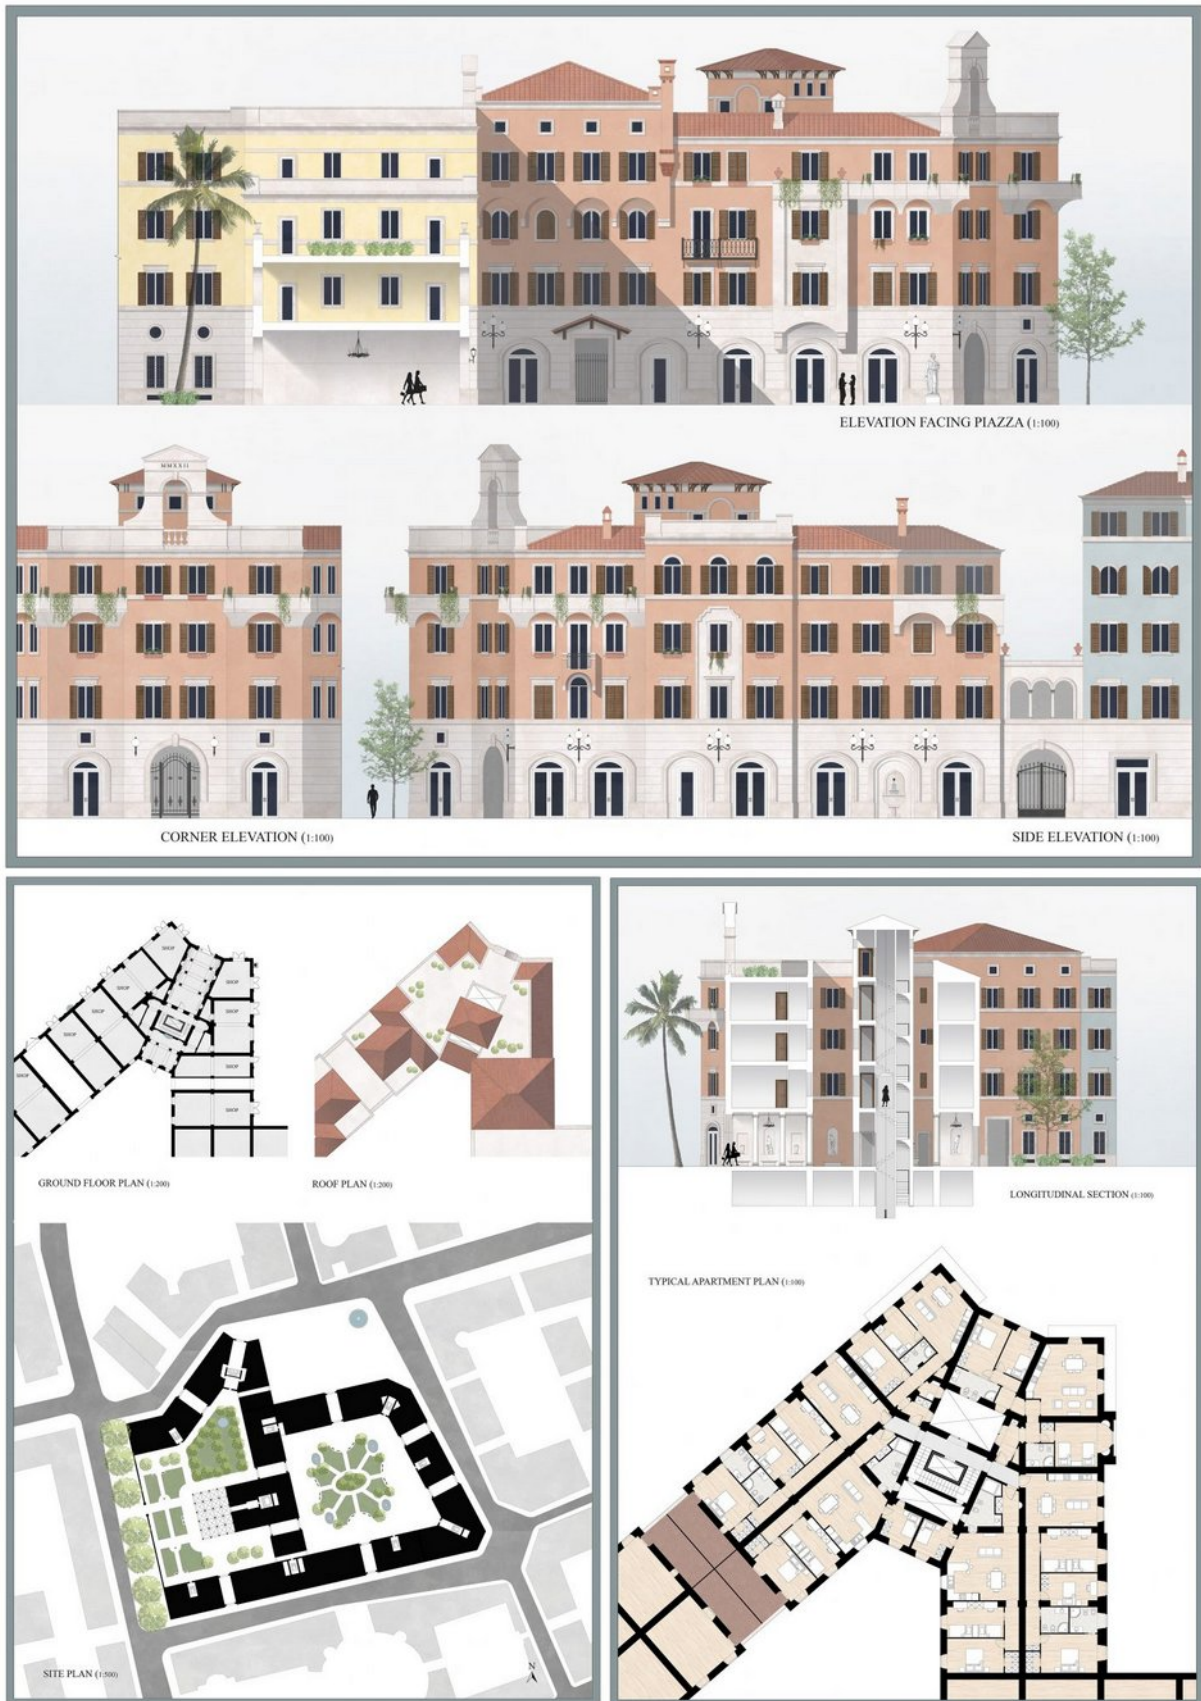 ELEVATION FACING PIAZZA (1:100)
MMXXII
CORNER ELEVATION (1:100)
SIDE ELEVATION (1:100)
SHOP
SHOP
SHOP
SHOP
SHOP
SHOP
SHOP
SHOP
SHOP
SHOP
GROUND FLOOR PLAN (1:200)
ROOF PLAN (1:200)
LONGITUDINAL SECTION (1:100)
TYPICAL APARTMENT PLAN (1:100)
SITE PLAN (1:500)
N